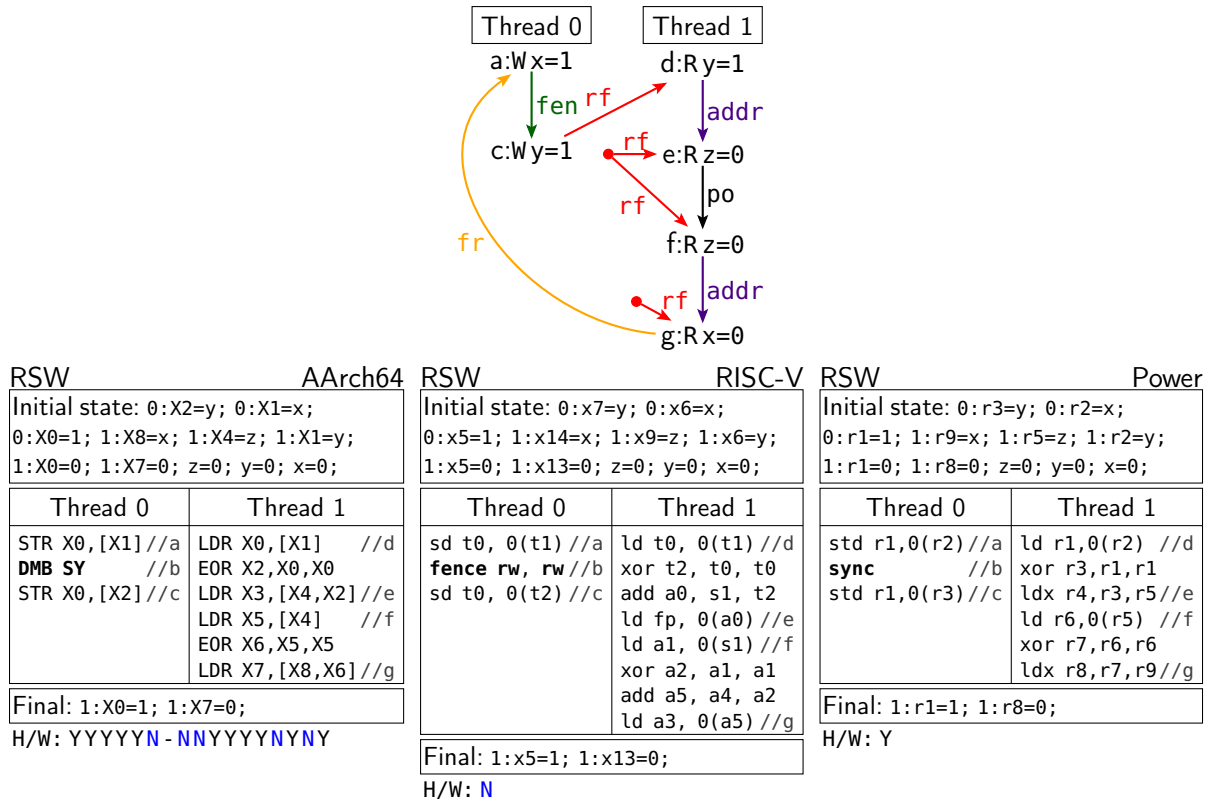 Thread 0 Thread 1
a:W x=1 d:R y=1
fen rf addr
c:W y=1 rf e:R z=0
rf po
fr f:R z=0
rf addr
g:R x=0
RSW AArch64
Initial state: 0:X2=y; 0:X1=x;
0:X0=1; 1:X8=x; 1:X4=z; 1:X1=y;
1:X0=0; 1:X7=0; z=0; y=0; x=0;
Thread 0 Thread 1
STR X0,[X1]//a LDR X0,[X1] //d
DMB SY //b EOR X2,X0,X0
STR X0,[X2]//c LDR X3,[X4,X2]//e
LDR X5,[X4] //f
EOR X6,X5,X5
LDR X7,[X8,X6]//g
Final: 1:X0=1; 1:X7=0;
H/W: YYYYYN-NNYYYYNYNY
RSW RISC-V
Initial state: 0:x7=y; 0:x6=x;
0:x5=1; 1:x14=x; 1:x9=z; 1:x6=y;
1:x5=0; 1:x13=0; z=0; y=0; x=0;
Thread 0 Thread 1
sd t0, 0(t1)//a ld t0, 0(t1)//d
fence rw, rw//b xor t2, t0, t0
sd t0, 0(t2)//c add a0, s1, t2
ld fp, 0(a0)//e
ld a1, 0(s1)//f
xor a2, a1, a1
add a5, a4, a2
ld a3, 0(a5)//g
Final: 1:x5=1; 1:x13=0;
H/W: N
RSW Power
Initial state: 0:r3=y; 0:r2=x;
0:r1=1; 1:r9=x; 1:r5=z; 1:r2=y;
1:r1=0; 1:r8=0; z=0; y=0; x=0;
Thread 0 Thread 1
std r1,0(r2)//a ld r1,0(r2) //d
sync //b xor r3,r1,r1
std r1,0(r3)//c ldx r4,r3,r5//e
ld r6,0(r5) //f
xor r7,r6,r6
ldx r8,r7,r9//g
Final: 1:r1=1; 1:r8=0;
H/W: Y